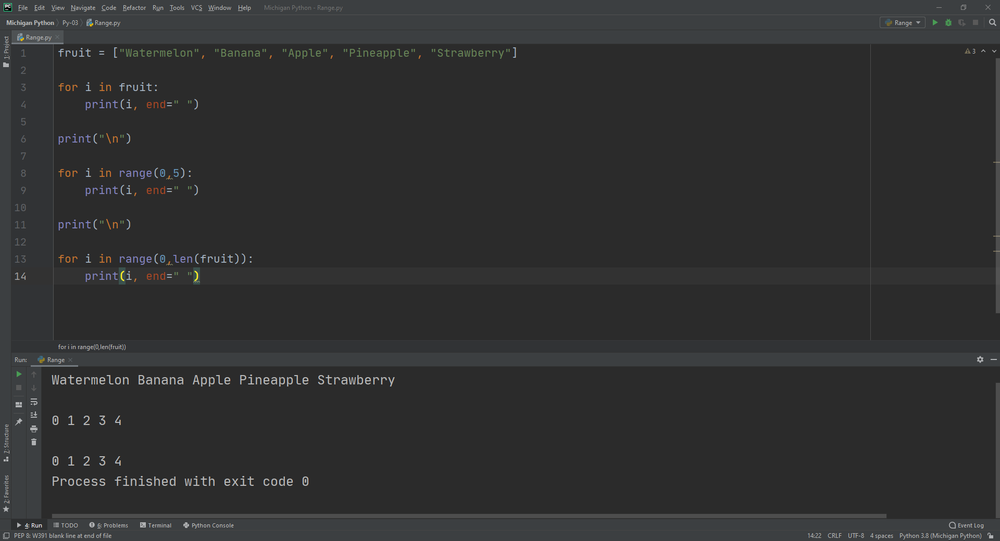 PC File Edit View Navigate Code Refactor Run Tools VCS Window Help Michigan Python - Range.py
Michigan Python Py-03 Range.py Range
1: Project
Range.py
3
1 fruit = ["Watermelon", "Banana", "Apple", "Pineapple", "Strawberry"]
2
3 for i in fruit:
4     print(i, end=" ")
5
6 print("\n")
7
8 for i in range(0,5):
9     print(i, end=" ")
10
11 print("\n")
12
13 for i in range(0,len(fruit)):
14     print(i, end=" ")
for i in range(0,len(fruit))
Run: Range
Watermelon Banana Apple Pineapple Strawberry
0 1 2 3 4
0 1 2 3 4
Process finished with exit code 0
7: Structure
2: Favorites
4: Run TODO 6: Problems Terminal Python Console Event Log
PEP 8: W391 blank line at end of file 14:22 CRLF UTF-8 4 spaces Python 3.8 (Michigan Python)